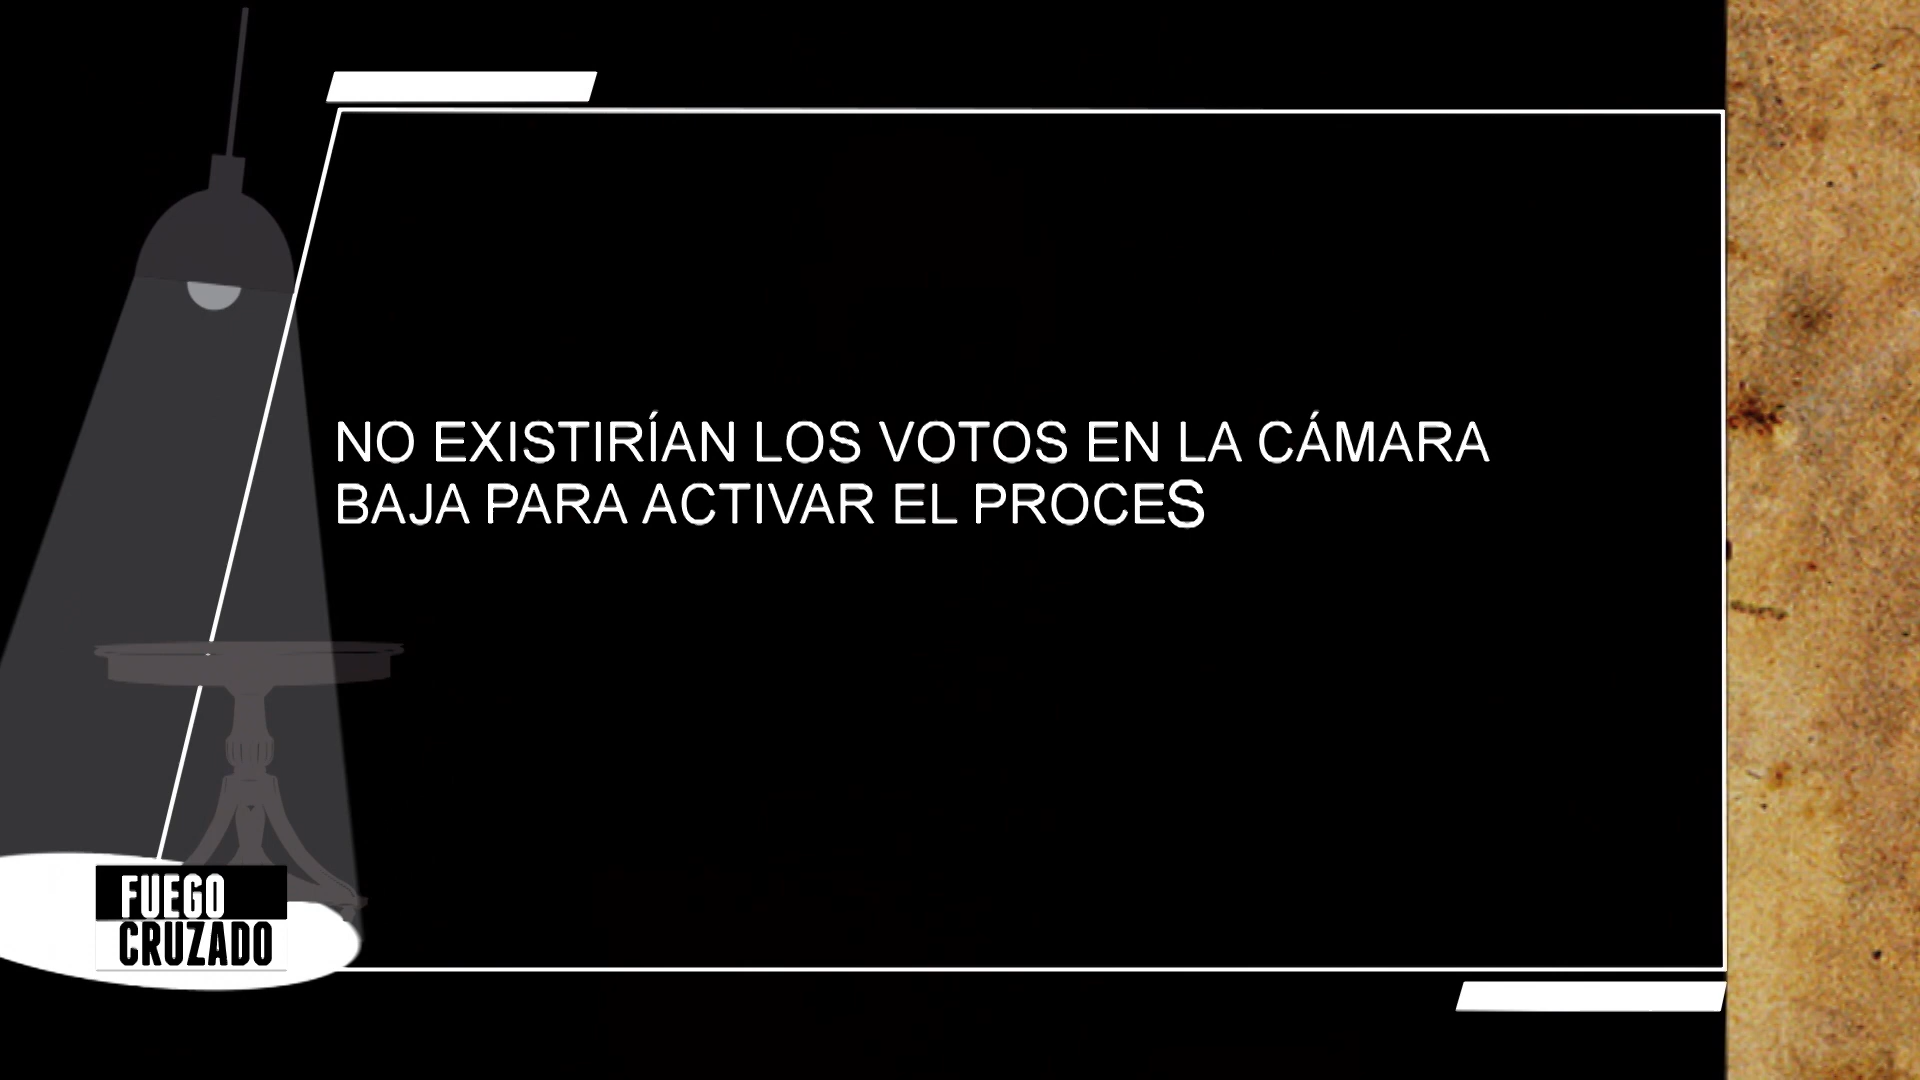 NO EXISTIRÍAN LOS VOTOS EN LA CÁMARA
BAJA PARA ACTIVAR EL PROCES
FUEGO
CRUZADO